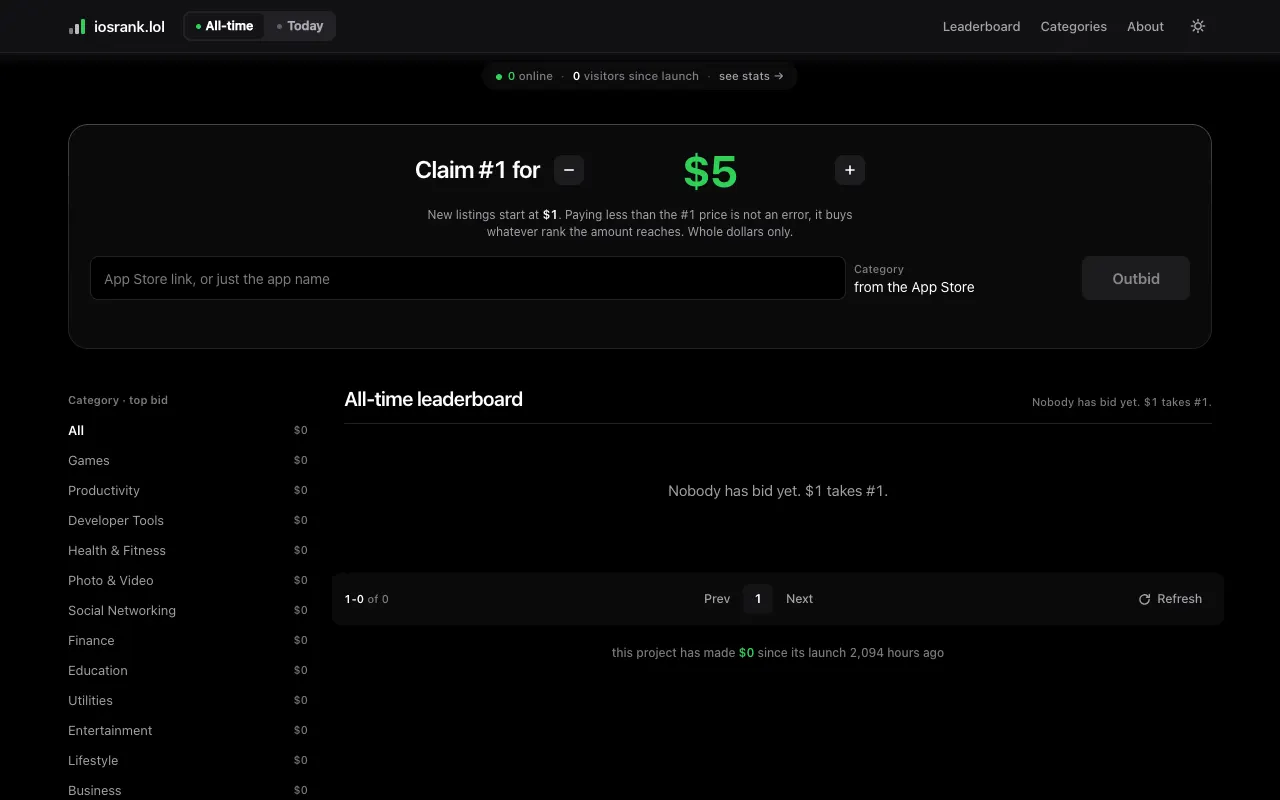 iosrank.lol
All-time
Today
Leaderboard
Categories
About
0 online · 0 visitors since launch · see stats →
Claim #1 for
−
$5
+
New listings start at $1. Paying less than the #1 price is not an error, it buys
whatever rank the amount reaches. Whole dollars only.
App Store link, or just the app name
Category
from the App Store
Outbid
Category · top bid
All $0
Games $0
Productivity $0
Developer Tools $0
Health & Fitness $0
Photo & Video $0
Social Networking $0
Finance $0
Education $0
Utilities $0
Entertainment $0
Lifestyle $0
Business $0
All-time leaderboard
Nobody has bid yet. $1 takes #1.
Nobody has bid yet. $1 takes #1.
1-0 of 0
Prev 1 Next
Refresh
this project has made $0 since its launch 2,094 hours ago